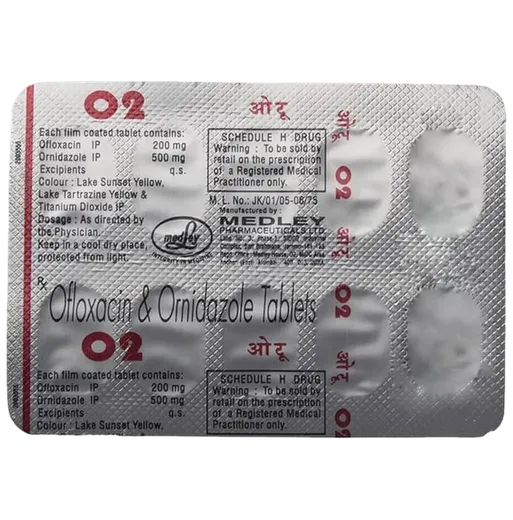 O2
ओ टू
Each film coated tablet contains:
Ofloxacin IP 200 mg
Ornidazole IP 500 mg
Excipients q.s.
Colour : Lake Sunset Yellow,
Lake Tartrazine Yellow &
Titanium Dioxide IP
Dosage : As directed by
the Physician.
Keep in a cool dry place,
protected from light.
SCHEDULE H DRUG
Warning : To be sold by
retail on the prescription
of a Registered Medical
Practitioner only.
M. L. No.: JK/01/05-06/75
Manufactured by :
MEDLEY
PHARMACEUTICALS LTD.
medley
INTEGRITY IN MEDICINE
ओ टू
O2
ओ टू
O2
Rx
Ofloxacin & Ornidazole Tablets
O2
ओ टू
Each film coated tablet contains:
Ofloxacin IP 200 mg
Ornidazole IP 500 mg
Excipients q.s.
Colour : Lake Sunset Yellow,
SCHEDULE H DRUG
Warning : To be sold by
retail on the prescription
of a Registered Medical
Practitioner only.